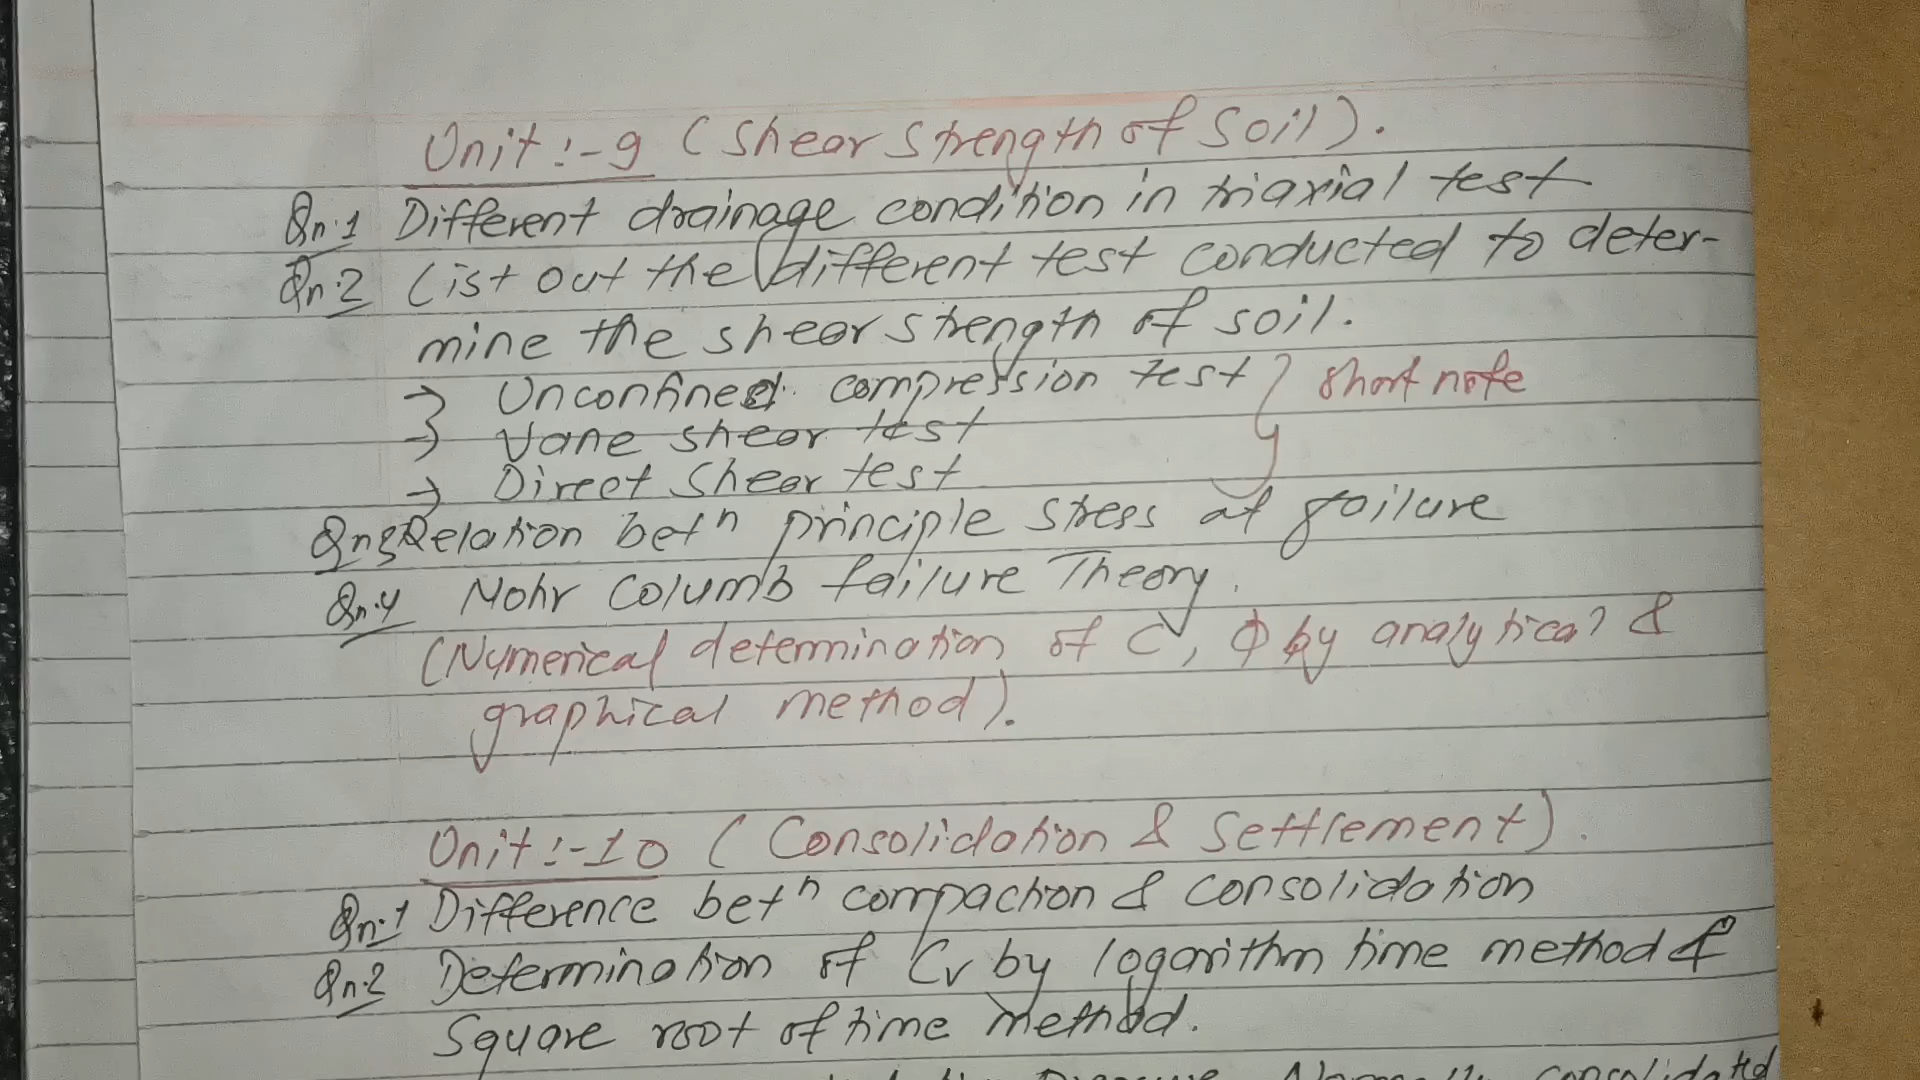 Unit :- 9 ( Shear Strength of Soil ).
Qn.1 Different drainage condition in triaxial test
Qn.2 List out the different test conducted to deter-
mine the shear strength of soil.
→ Unconfined compression test } short note
→ Vane shear test
→ Direct shear test
Qn3 Relation betn principle stress at failure
Qn.4 Mohr Columb failure Theory.
(Numerical determination of C, Φ by analytical &
graphical method).
Unit :- 10 ( Consolidation & Settlement ).
Qn.1 Difference betn compaction & consolidation
Qn.2 Determination of Cv by logarithm time method &
Square root of time method.
Normally consolidated